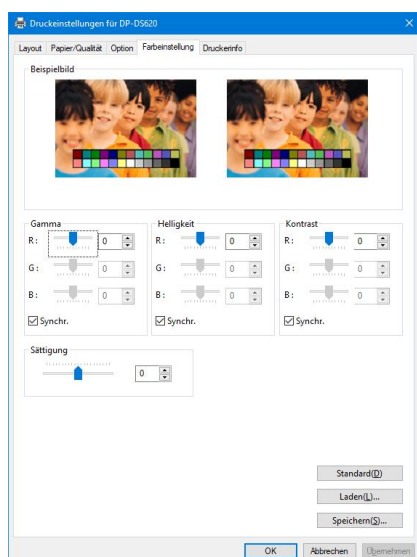 Druckeinstellungen für DP-DS620
Layout Papier/Qualität Option Farbeinstellung Druckerinfo
Beispielbild
Gamma Helligkeit Kontrast
R: 0 R: 0 R: 0
G: 0 G: 0 G: 0
B: 0 B: 0 B: 0
Synchr. Synchr. Synchr.
Sättigung
0
Standard(D)
Laden(L)...
Speichern(S)...
OK Abbrechen Übernehmen